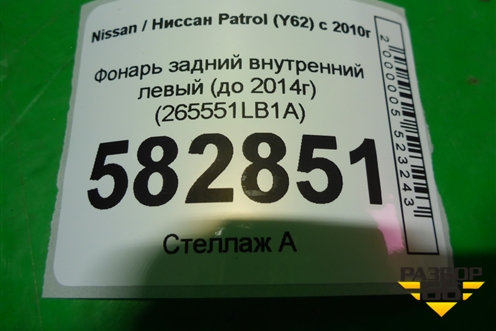 Nissan / Ниссан Patrol (Y62) с 2010г
Фонарь задний внутренний
левый (до 2014г)
(265551LB1A)
582851
Стеллаж А
2000005523243
РАЗБОР